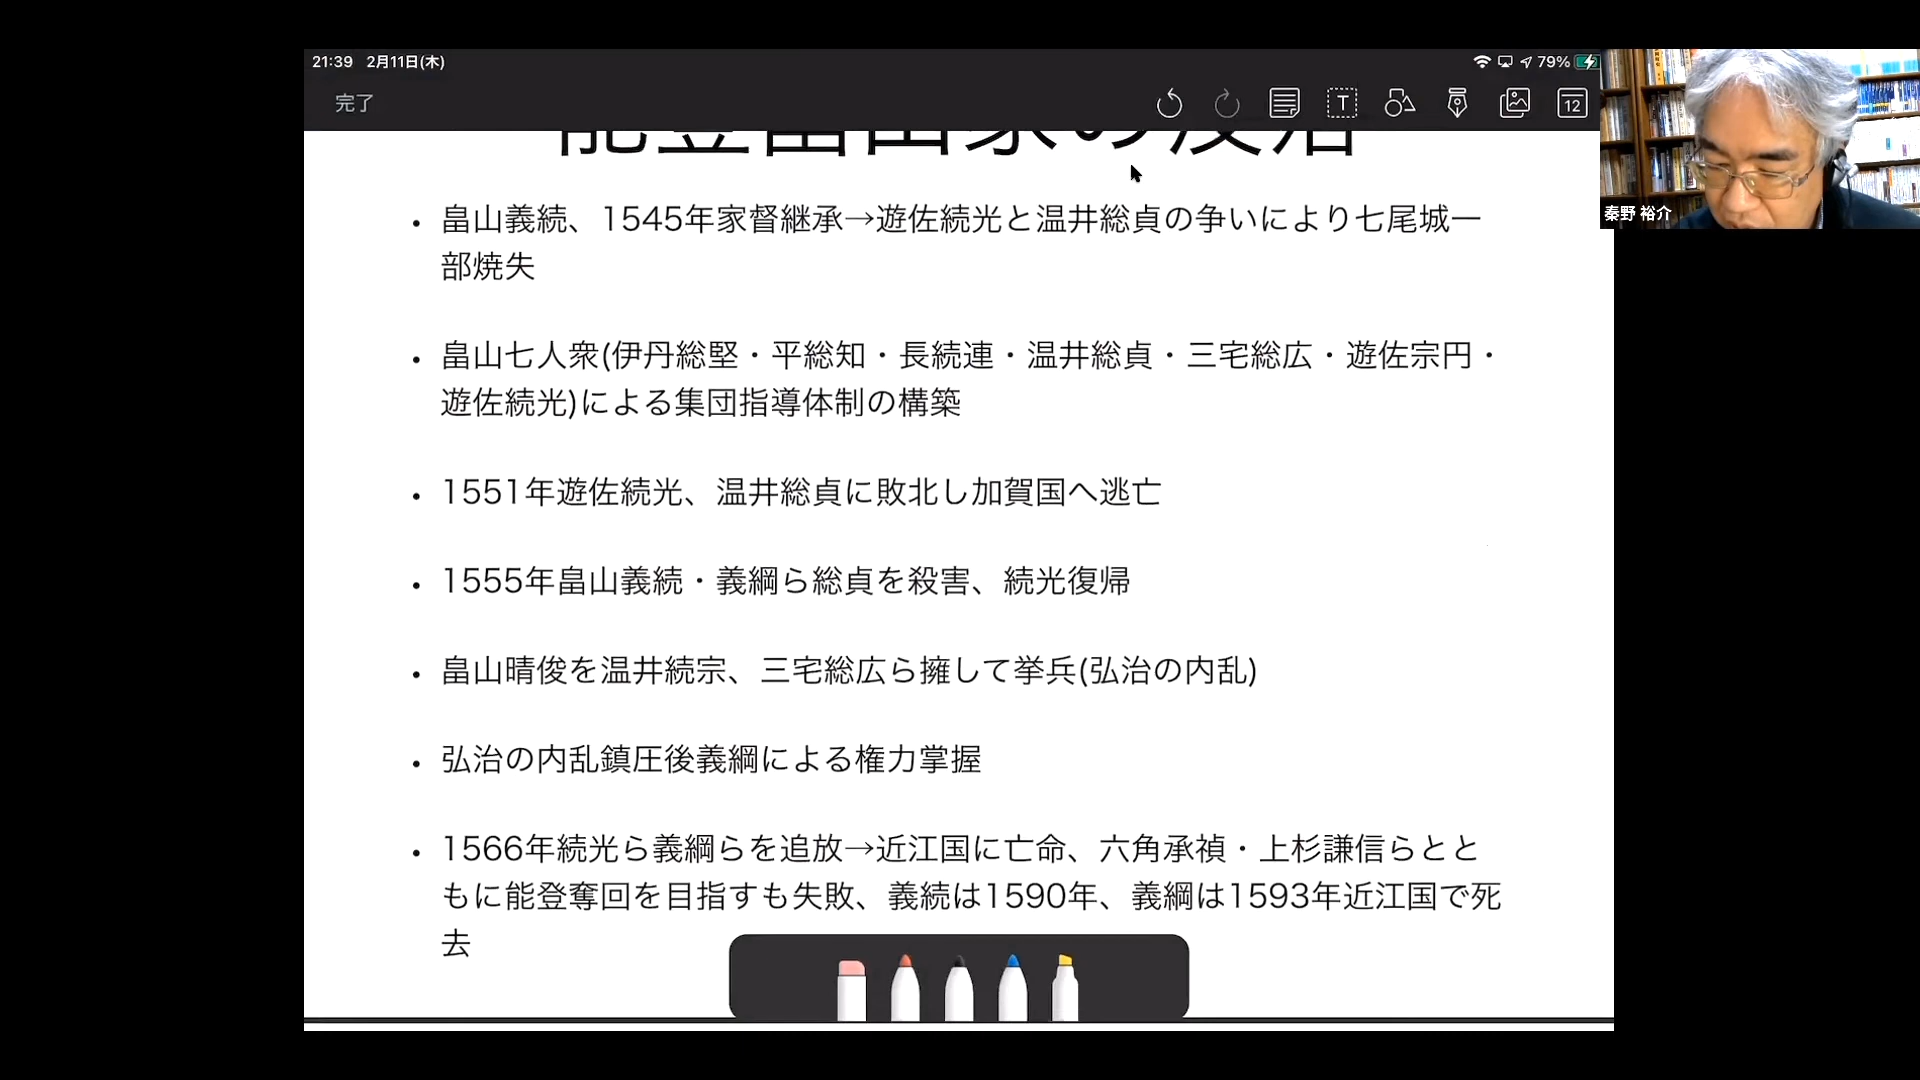 21:39 2月11日(木)
79%
完了
T
12
能登畠山家の没落
・畠山義続、1545年家督継承→遊佐続光と温井総貞の争いにより七尾城一
部焼失
・畠山七人衆(伊丹総堅・平総知・長続連・温井総貞・三宅総広・遊佐宗円・
遊佐続光)による集団指導体制の構築
・1551年遊佐続光、温井総貞に敗北し加賀国へ逃亡
・1555年畠山義続・義綱ら総貞を殺害、続光復帰
・畠山晴俊を温井続宗、三宅総広ら擁して挙兵(弘治の内乱)
・弘治の内乱鎮圧後義綱による権力掌握
・1566年続光ら義綱らを追放→近江国に亡命、六角承禎・上杉謙信らとと
もに能登奪回を目指すも失敗、義続は1590年、義綱は1593年近江国で死
去
秦野 裕介